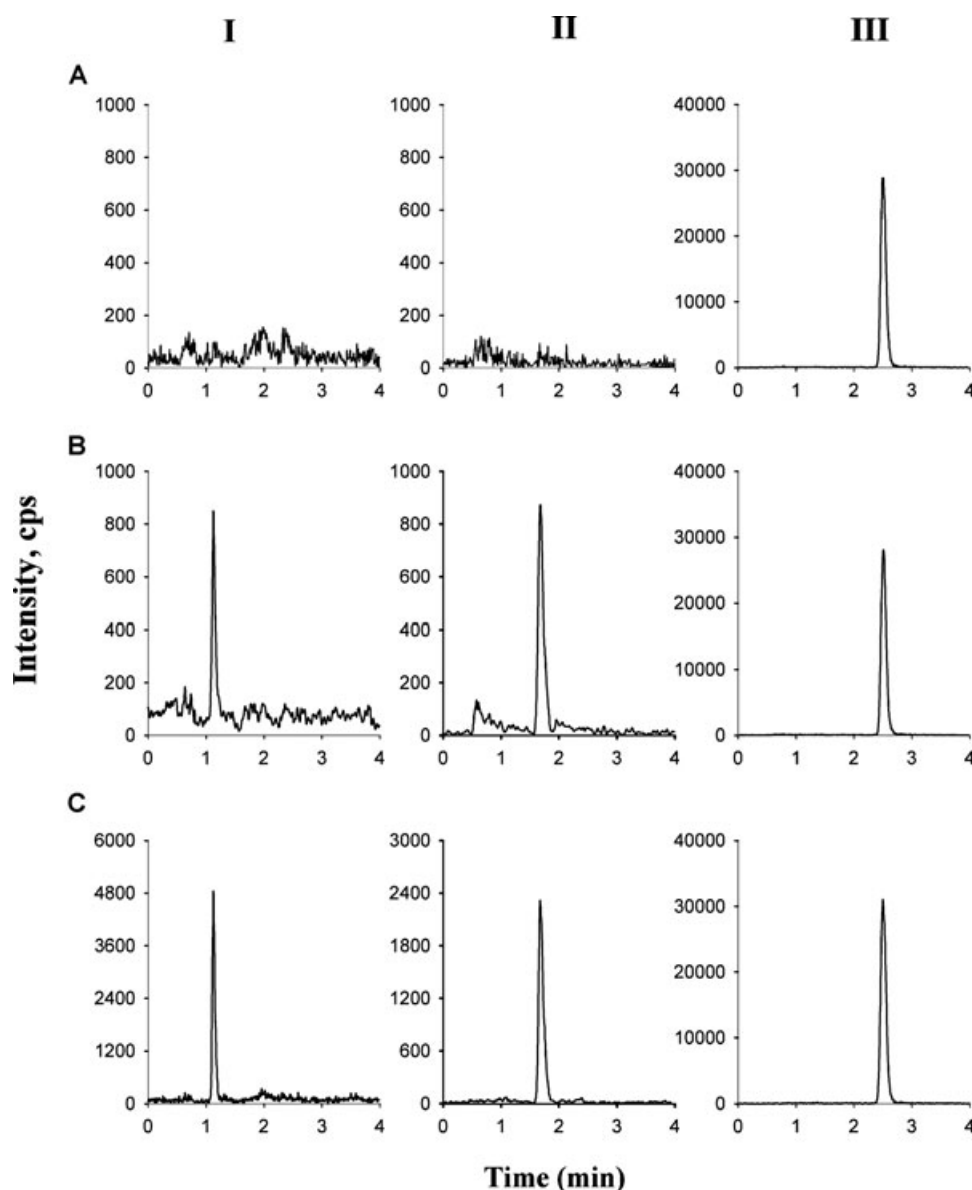 I II III
A
1000 1000 40000
800 800 30000
600 600 20000
400 400 10000
200 200 0
0 0
0 1 2 3 4 0 1 2 3 4 0 1 2 3 4
B
1000 1000 40000
800 800 30000
600 600 20000
400 400 10000
200 200 0
0 0
0 1 2 3 4 0 1 2 3 4 0 1 2 3 4
C
6000 3000 40000
4800 2400 30000
3600 1800 20000
2400 1200 10000
1200 600 0
0 0
0 1 2 3 4 0 1 2 3 4 0 1 2 3 4
Intensity, cps
Time (min)